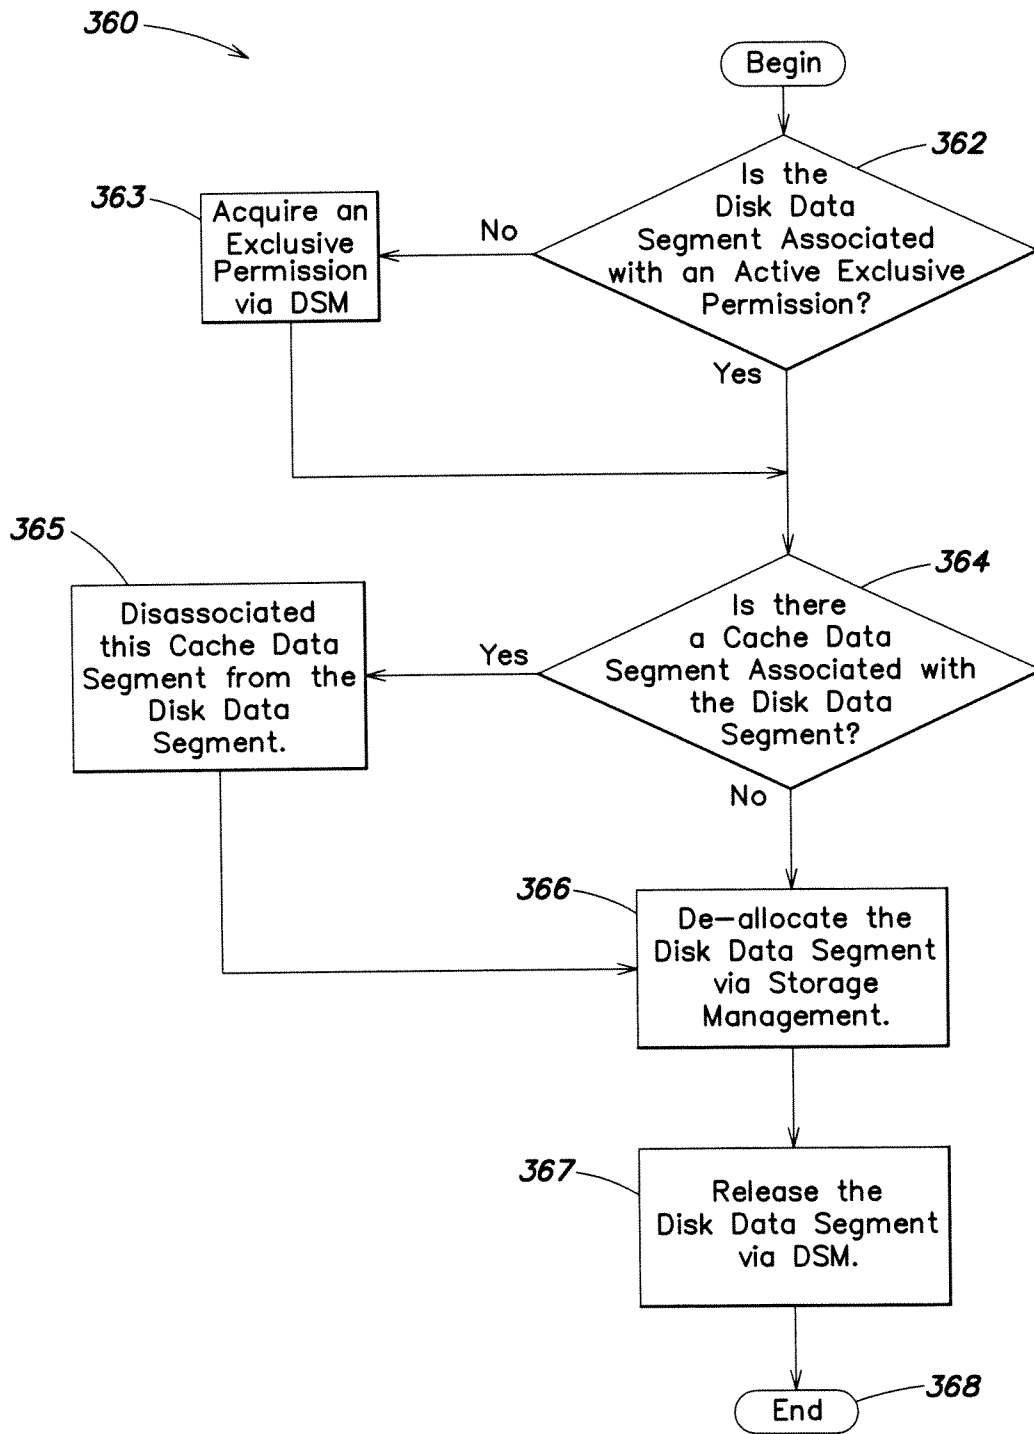 360
Begin
362
Is the
Disk Data
Segment Associated
with an Active Exclusive
Permission?
No
363
Acquire an
Exclusive
Permission
via DSM
Yes
364
Is there
a Cache Data
Segment Associated with
the Disk Data
Segment?
Yes
365
Disassociated
this Cache Data
Segment from the
Disk Data
Segment.
No
366
De-allocate the
Disk Data Segment
via Storage
Management.
367
Release the
Disk Data Segment
via DSM.
End
368